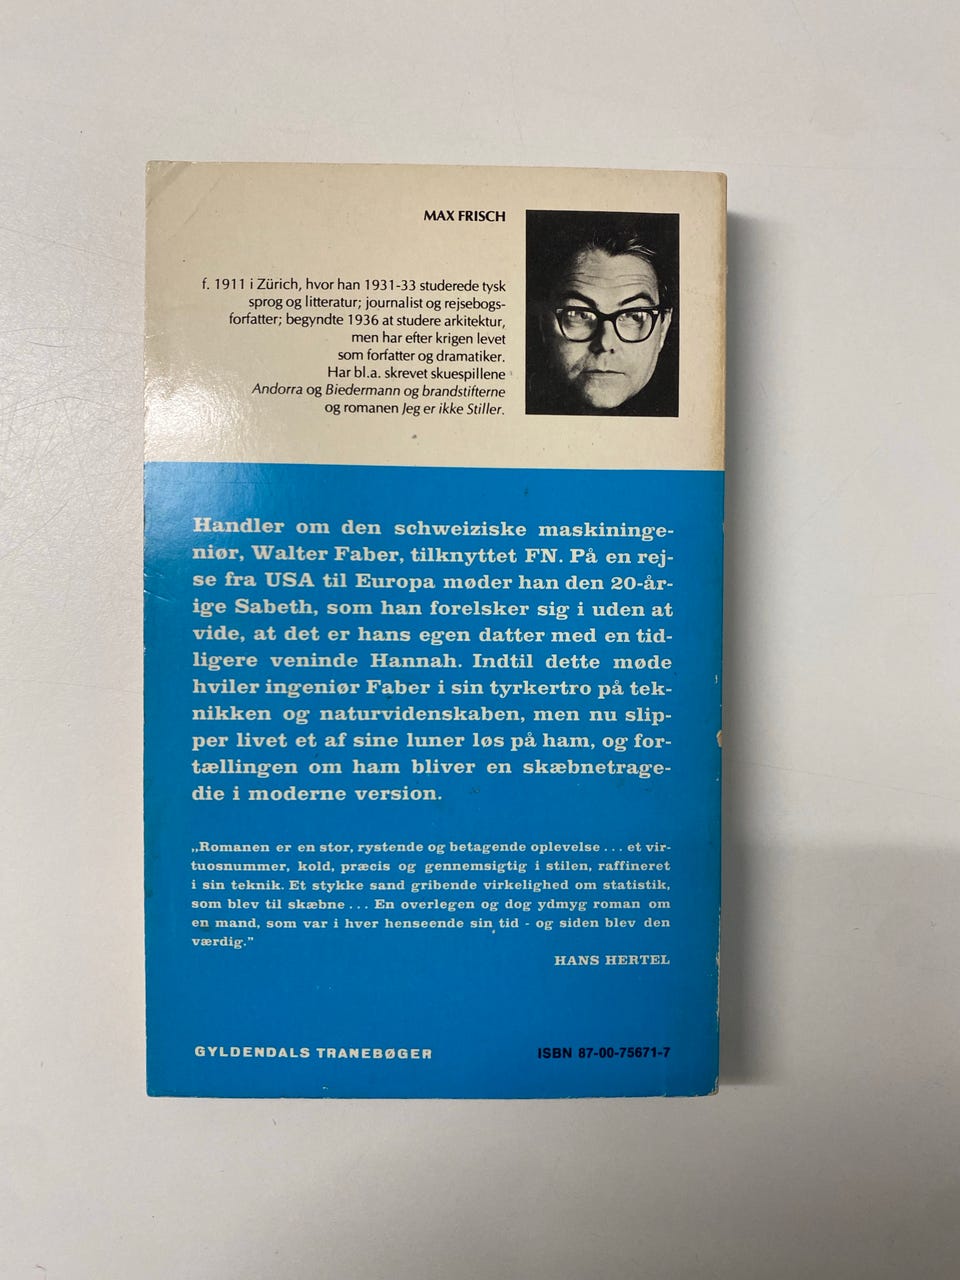 MAX FRISCH
f. 1911 i Zürich, hvor han 1931-33 studerede tysk
sprog og litteratur; journalist og rejsebogs-
forfatter; begyndte 1936 at studere arkitektur,
men har efter krigen levet
som forfatter og dramatiker.
Har bl.a. skrevet skuespillene
Andorra og Biedermann og brandstifterne
og romanen Jeg er ikke Stiller.
Handler om den schweiziske maskininge-
niør, Walter Faber, tilknyttet FN. På en rej-
se fra USA til Europa møder han den 20-år-
ige Sabeth, som han forelsker sig i uden at
vide, at det er hans egen datter med en tid-
ligere veninde Hannah. Indtil dette møde
hviler ingeniør Faber i sin tyrkertro på tek-
nikken og naturvidenskaben, men nu slip-
per livet et af sine luner løs på ham, og for-
tællingen om ham bliver en skæbnetrage-
die i moderne version.
„Romanen er en stor, rystende og betagende oplevelse ... et vir-
tuosnummer, kold, præcis og gennemsigtig i stilen, raffineret
i sin teknik. Et stykke sand gribende virkelighed om statistik,
som blev til skæbne ... En overlegen og dog ydmyg roman om
en mand, som var i hver henseende sin tid - og siden blev den
værdig."
HANS HERTEL
GYLDENDALS TRANEBØGER
ISBN 87-00-75671-7